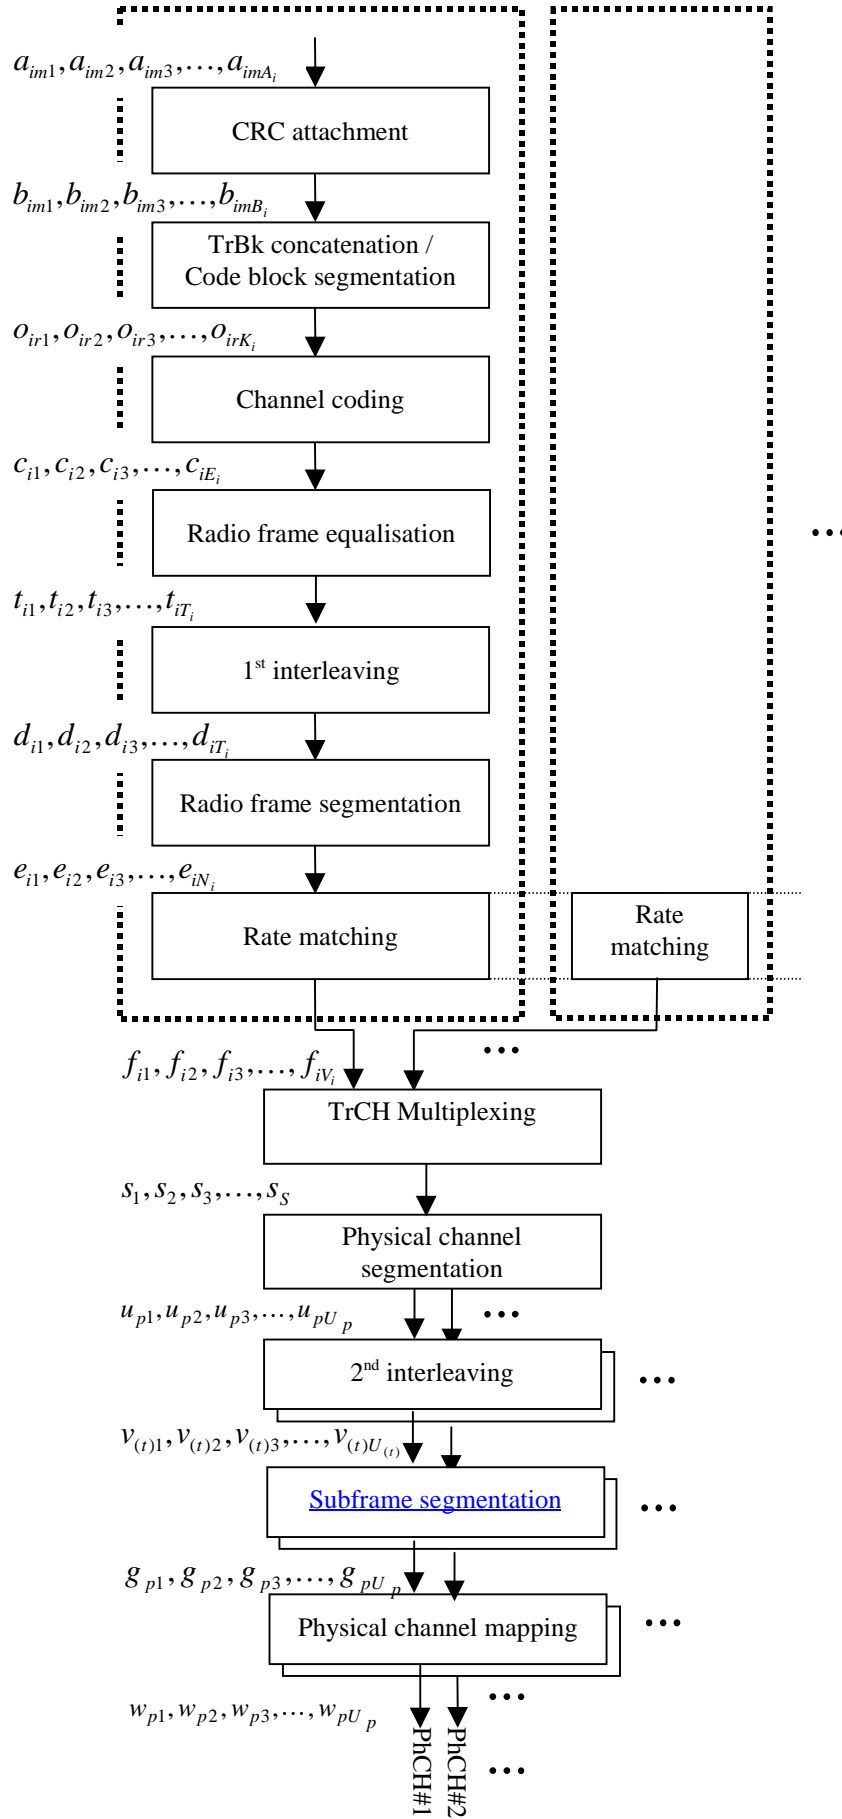 a_{im1}, a_{im2}, a_{im3}, …, a_{imA_i}
CRC attachment
b_{im1}, b_{im2}, b_{im3}, …, b_{imB_i}
TrBk concatenation /
Code block segmentation
o_{ir1}, o_{ir2}, o_{ir3}, …, o_{irK_i}
Channel coding
c_{i1}, c_{i2}, c_{i3}, …, c_{iE_i}
Radio frame equalisation
…
t_{i1}, t_{i2}, t_{i3}, …, t_{iT_i}
1^{st} interleaving
d_{i1}, d_{i2}, d_{i3}, …, d_{iT_i}
Radio frame segmentation
e_{i1}, e_{i2}, e_{i3}, …, e_{iN_i}
Rate matching
Rate
matching
…
f_{i1}, f_{i2}, f_{i3}, …, f_{iV_i}
TrCH Multiplexing
s_1, s_2, s_3, …, s_S
Physical channel
segmentation
u_{p1}, u_{p2}, u_{p3}, …, u_{pU_p}
…
2^{nd} interleaving
…
v_{(t)1}, v_{(t)2}, v_{(t)3}, …, v_{(t)U_{(t)}}
Subframe segmentation
…
g_{p1}, g_{p2}, g_{p3}, …, g_{pU_p}
Physical channel mapping
…
w_{p1}, w_{p2}, w_{p3}, …, w_{pU_p}
…
PhCH#1
PhCH#2
…